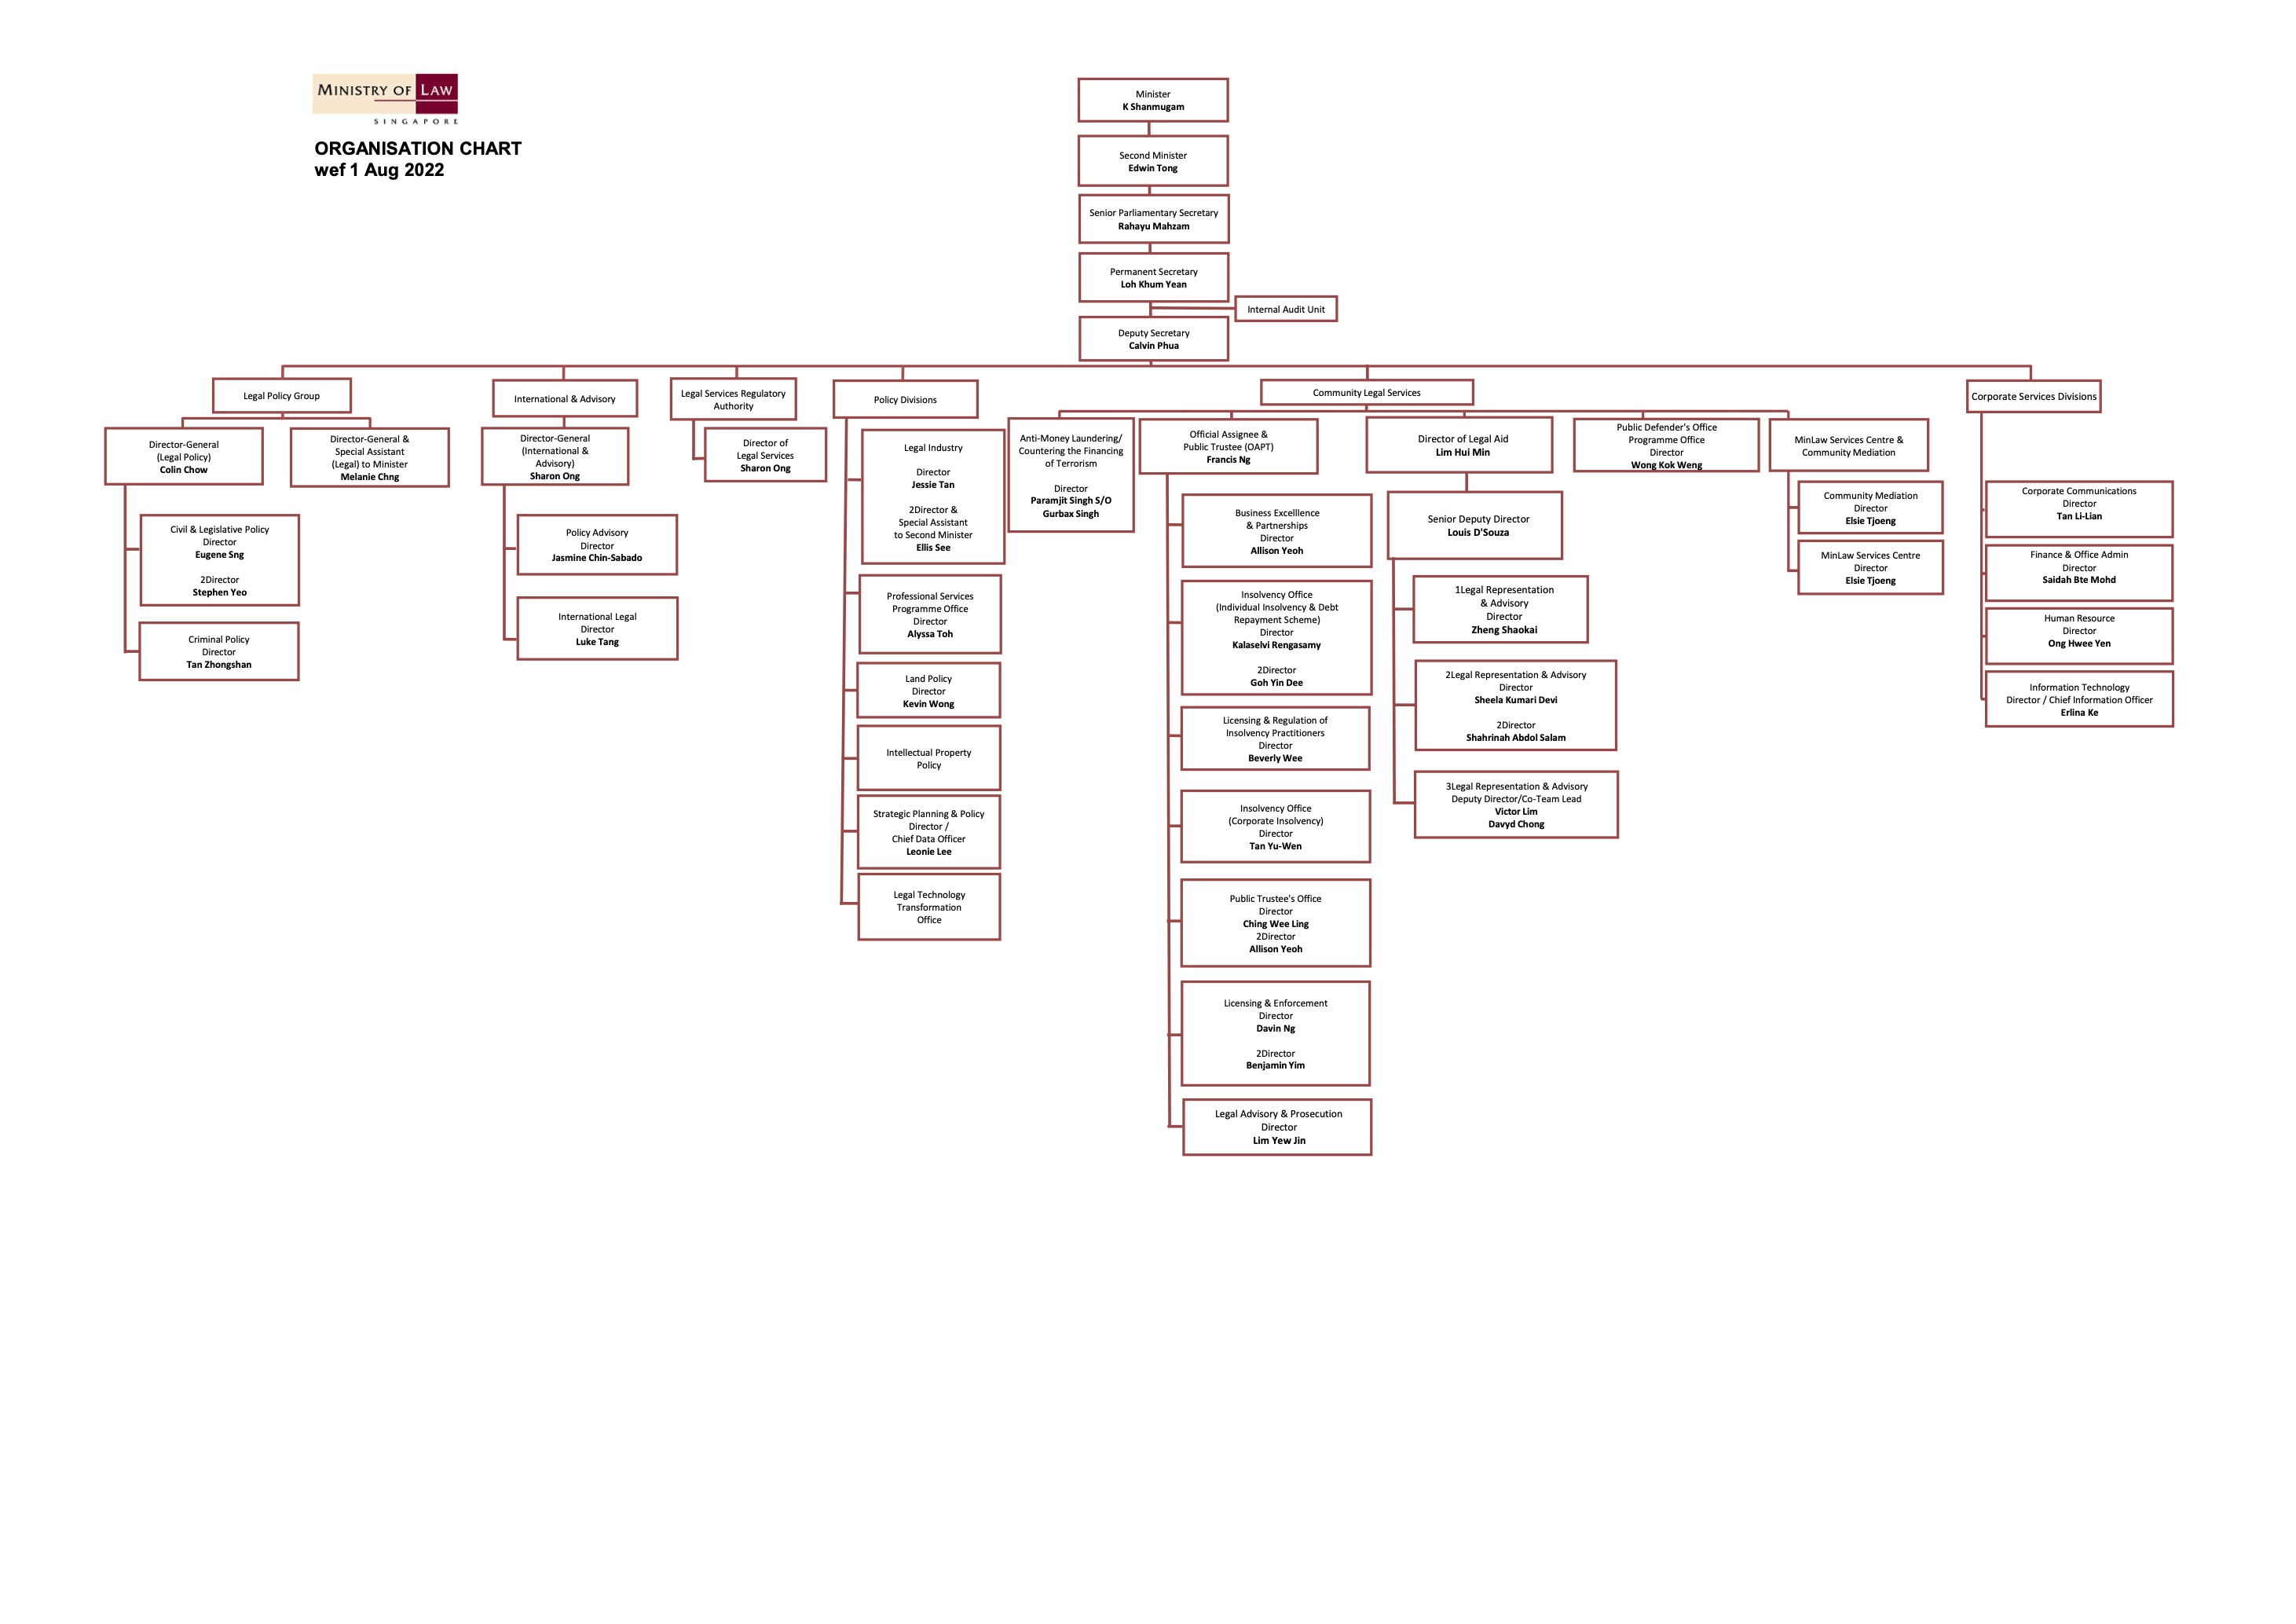 MINISTRY OF LAW
SINGAPORE
ORGANISATION CHART
wef 1 Aug 2022
Minister
K Shanmugam
Second Minister
Edwin Tong
Senior Parliamentary Secretary
Rahayu Mahzam
Permanent Secretary
Loh Khum Yean
Internal Audit Unit
Deputy Secretary
Calvin Phua
Legal Policy Group
Director-General
(Legal Policy)
Colin Chow
Director-General &
Special Assistant
(Legal) to Minister
Melanie Chng
Civil & Legislative Policy
Director
Eugene Sng
2Director
Stephen Yeo
Criminal Policy
Director
Tan Zhongshan
International & Advisory
Director-General
(International &
Advisory)
Sharon Ong
Policy Advisory
Director
Jasmine Chin-Sabado
International Legal
Director
Luke Tang
Legal Services Regulatory
Authority
Director of
Legal Services
Sharon Ong
Policy Divisions
Legal Industry
Director
Jessie Tan
2Director &
Special Assistant
to Second Minister
Ellis See
Professional Services
Programme Office
Director
Alyssa Toh
Land Policy
Director
Kevin Wong
Intellectual Property
Policy
Strategic Planning & Policy
Director /
Chief Data Officer
Leonie Lee
Legal Technology
Transformation
Office
Community Legal Services
Anti-Money Laundering/
Countering the Financing
of Terrorism
Director
Paramjit Singh S/O
Gurbax Singh
Official Assignee &
Public Trustee (OAPT)
Francis Ng
Business Excelllence
& Partnerships
Director
Allison Yeoh
Insolvency Office
(Individual Insolvency & Debt
Repayment Scheme)
Director
Kalaselvi Rengasamy
2Director
Goh Yin Dee
Licensing & Regulation of
Insolvency Practitioners
Director
Beverly Wee
Insolvency Office
(Corporate Insolvency)
Director
Tan Yu-Wen
Public Trustee's Office
Director
Ching Wee Ling
2Director
Allison Yeoh
Licensing & Enforcement
Director
Davin Ng
2Director
Benjamin Yim
Legal Advisory & Prosecution
Director
Lim Yew Jin
Director of Legal Aid
Lim Hui Min
Senior Deputy Director
Louis D'Souza
1Legal Representation
& Advisory
Director
Zheng Shaokai
2Legal Representation & Advisory
Director
Sheela Kumari Devi
2Director
Shahrinah Abdol Salam
3Legal Representation & Advisory
Deputy Director/Co-Team Lead
Victor Lim
Davyd Chong
Public Defender's Office
Programme Office
Director
Wong Kok Weng
MinLaw Services Centre &
Community Mediation
Community Mediation
Director
Elsie Tjoeng
MinLaw Services Centre
Director
Elsie Tjoeng
Corporate Services Divisions
Corporate Communications
Director
Tan Li-Lian
Finance & Office Admin
Director
Saidah Bte Mohd
Human Resource
Director
Ong Hwee Yen
Information Technology
Director / Chief Information Officer
Erlina Ke